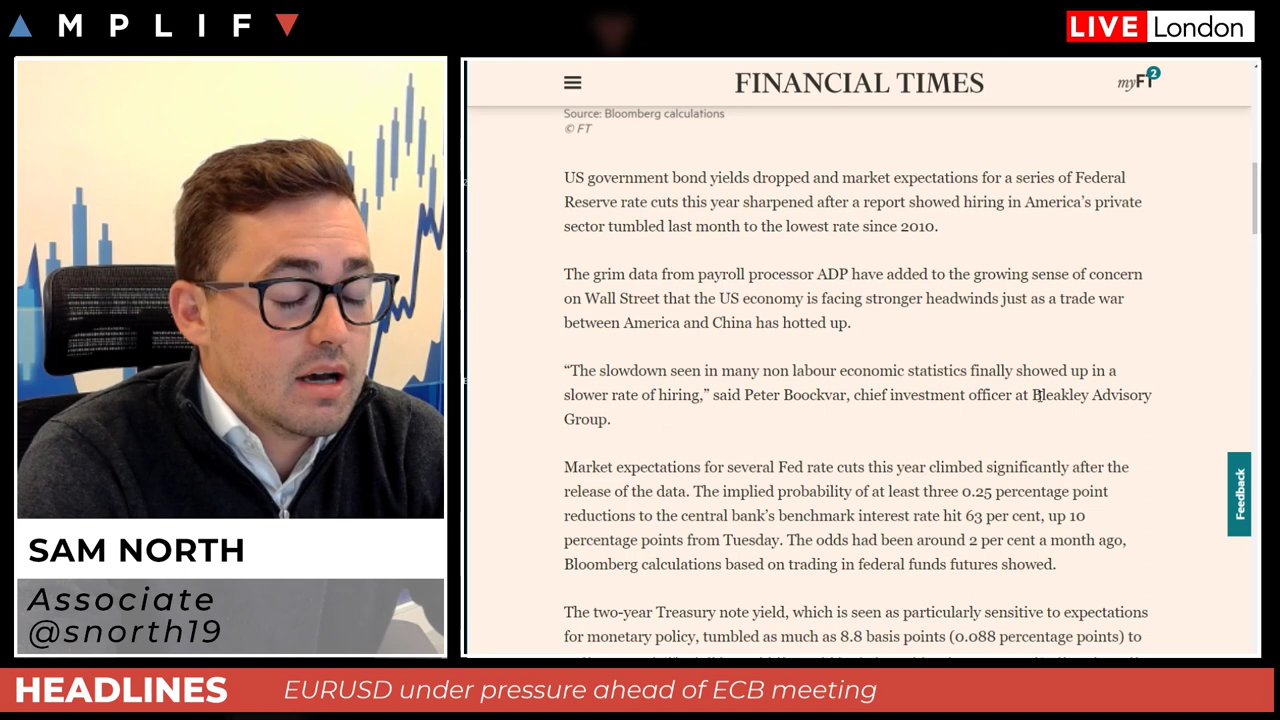 MPLIF
LIVE London
FINANCIAL TIMES
myFT
2
Source: Bloomberg calculations
© FT
US government bond yields dropped and market expectations for a series of Federal
Reserve rate cuts this year sharpened after a report showed hiring in America’s private
sector tumbled last month to the lowest rate since 2010.
The grim data from payroll processor ADP have added to the growing sense of concern
on Wall Street that the US economy is facing stronger headwinds just as a trade war
between America and China has hotted up.
“The slowdown seen in many non labour economic statistics finally showed up in a
slower rate of hiring,” said Peter Boockvar, chief investment officer at Bleakley Advisory
Group.
Market expectations for several Fed rate cuts this year climbed significantly after the
release of the data. The implied probability of at least three 0.25 percentage point
reductions to the central bank’s benchmark interest rate hit 63 per cent, up 10
percentage points from Tuesday. The odds had been around 2 per cent a month ago,
Bloomberg calculations based on trading in federal funds futures showed.
The two-year Treasury note yield, which is seen as particularly sensitive to expectations
for monetary policy, tumbled as much as 8.8 basis points (0.088 percentage points) to
Feedback
SAM NORTH
Associate
@snorth19
HEADLINES
EURUSD under pressure ahead of ECB meeting